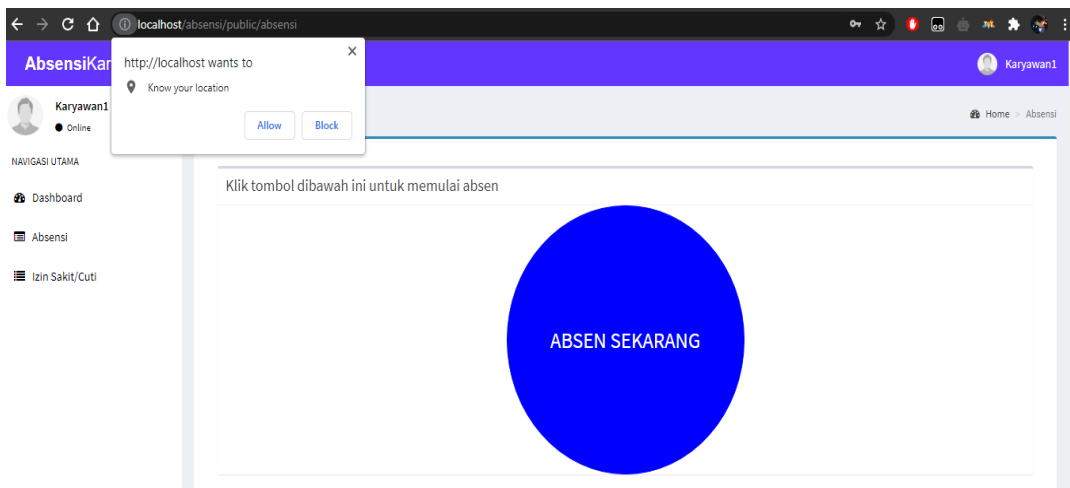 localhost/absensi/public/absensi
AbsensiKar
http://localhost wants to
Know your location
Allow Block
Karyawan1
Karyawan1
Online
Home > Absensi
NAVIGASI UTAMA
Dashboard
Absensi
Izin Sakit/Cuti
Klik tombol dibawah ini untuk memulai absen
ABSEN SEKARANG